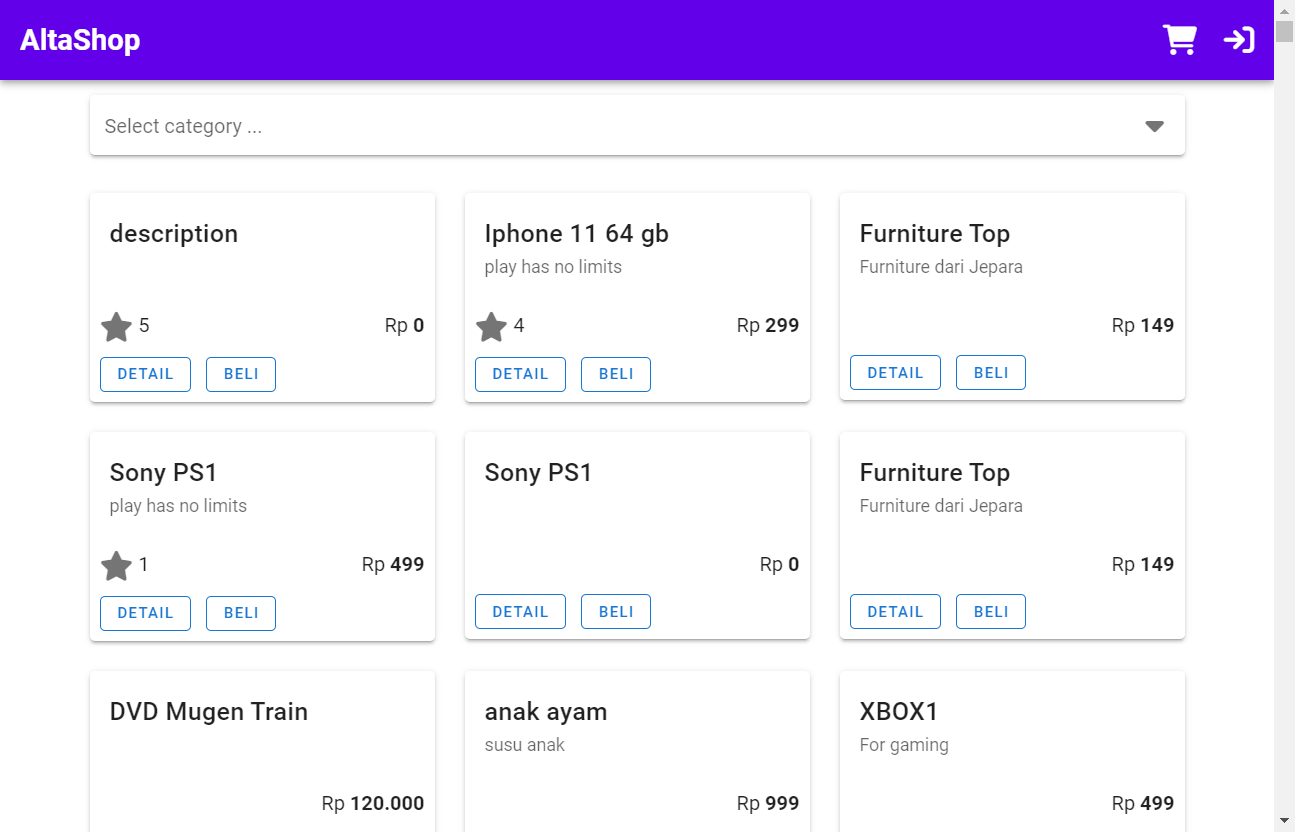 AltaShop
Select category ...
description
5
Rp 0
DETAIL
BELI
Iphone 11 64 gb
play has no limits
4
Rp 299
DETAIL
BELI
Furniture Top
Furniture dari Jepara
Rp 149
DETAIL
BELI
Sony PS1
play has no limits
1
Rp 499
DETAIL
BELI
Sony PS1
Rp 0
DETAIL
BELI
Furniture Top
Furniture dari Jepara
Rp 149
DETAIL
BELI
DVD Mugen Train
Rp 120.000
anak ayam
susu anak
Rp 999
XBOX1
For gaming
Rp 499